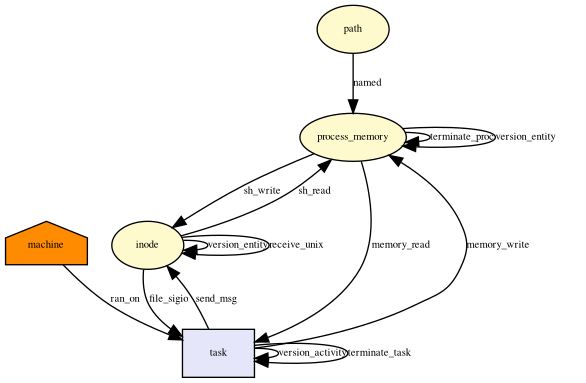 path
named
process_memory
terminate_proc
version_entity
sh_write
sh_read
machine
inode
version_entity
receive_unix
memory_read
memory_write
ran_on
file_sigio
send_msg
task
version_activity
terminate_task